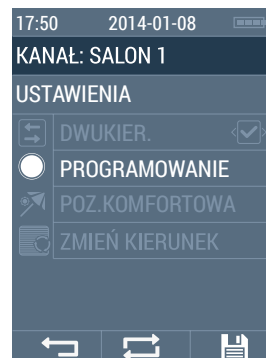 17:50 2014-01-08
KANAŁ: SALON 1
USTAWIENIA
DWUKIER.
PROGRAMOWANIE
POZ.KOMFORTOWA
ZMIEŃ KIERUNEK